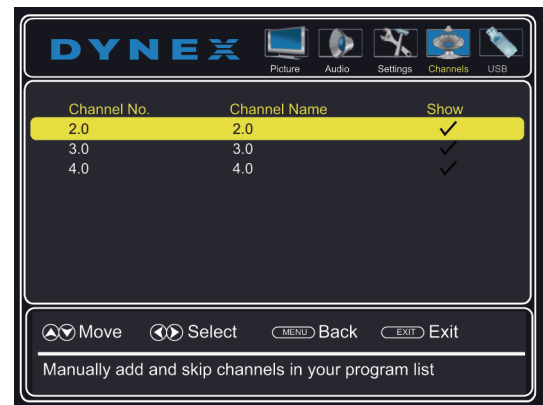 DYNEX
Picture Audio Settings Channels USB
Channel No. Channel Name Show
2.0 2.0
3.0 3.0
4.0 4.0
Move Select MENU Back EXIT Exit
Manually add and skip channels in your program list